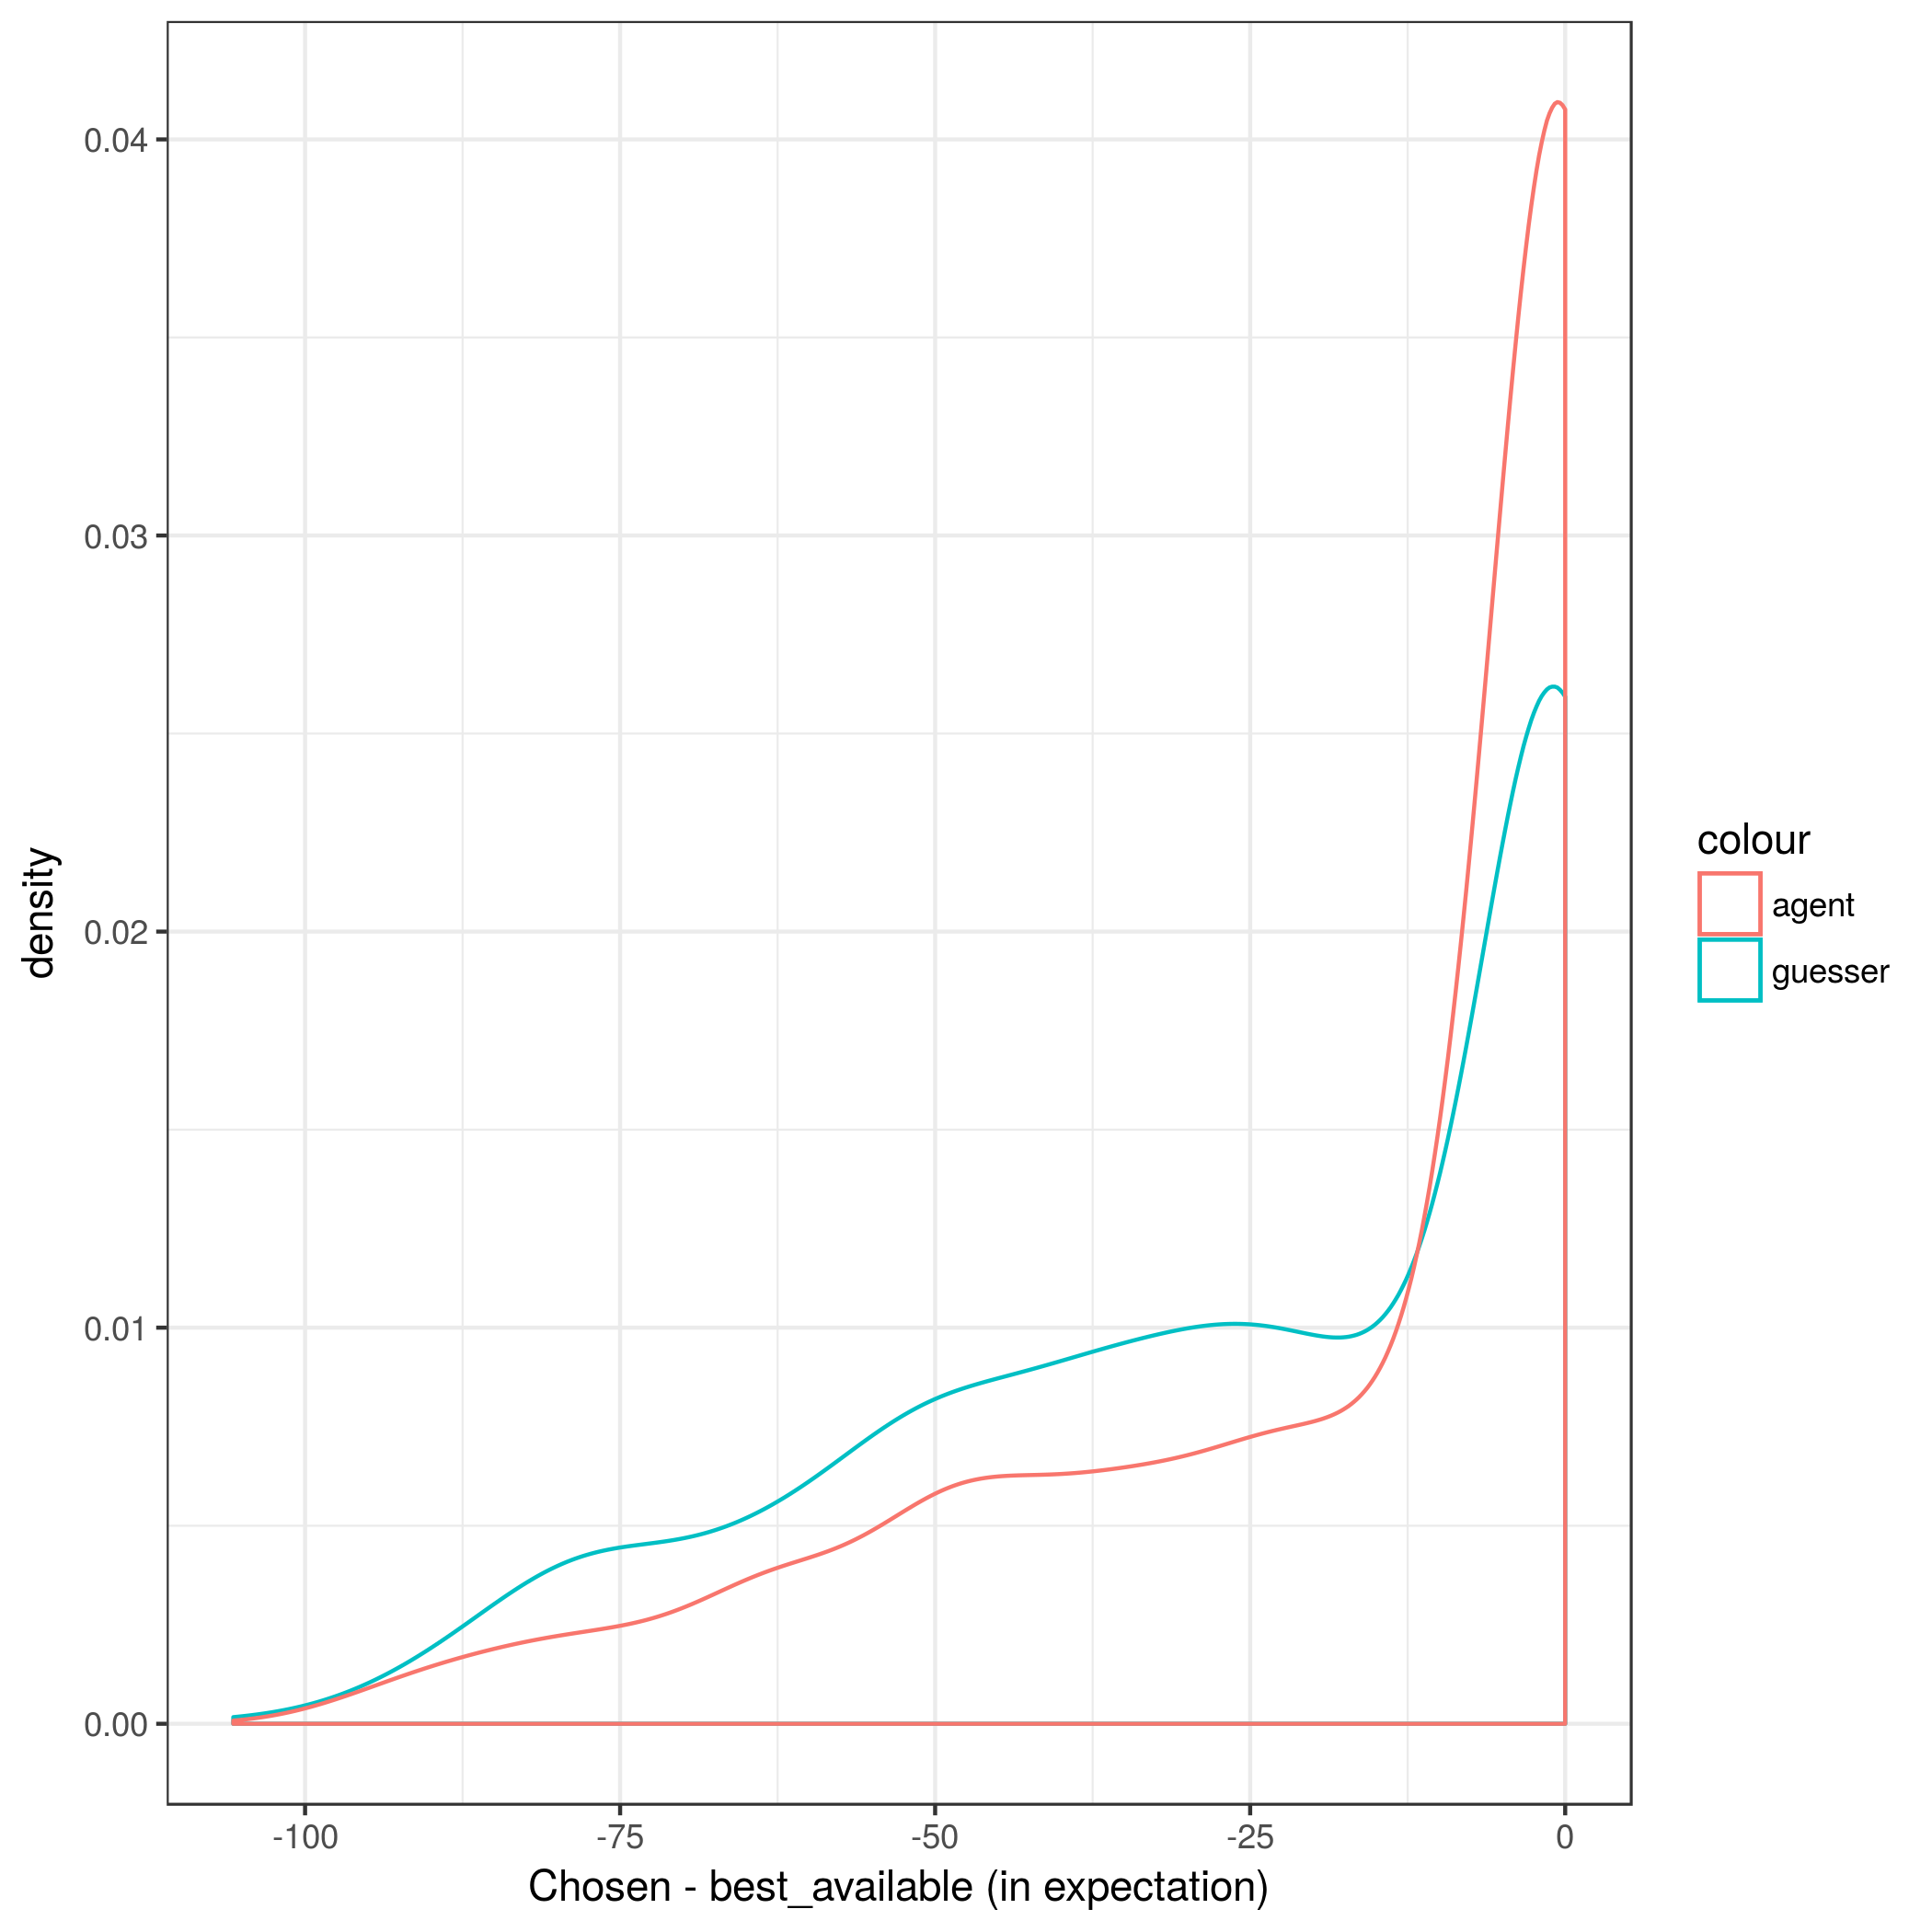 0.04
0.03
0.02
0.01
0.00
density
-100
-75
-50
-25
0
Chosen - best_available (in expectation)
colour
agent
guesser